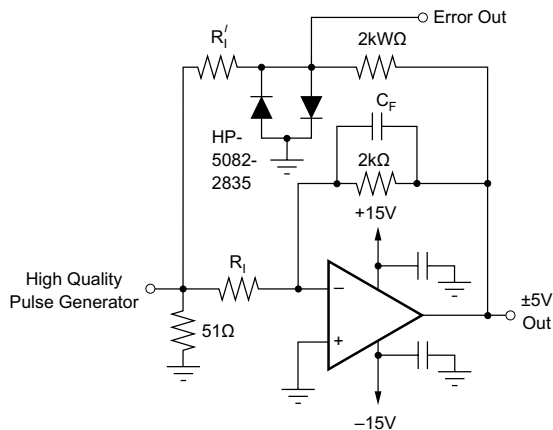 Error Out
R_I′
2kWΩ
C_F
HP-
5082-
2835
2kΩ
+15V
R_I
High Quality
Pulse Generator
−
±5V
Out
51Ω
+
–15V